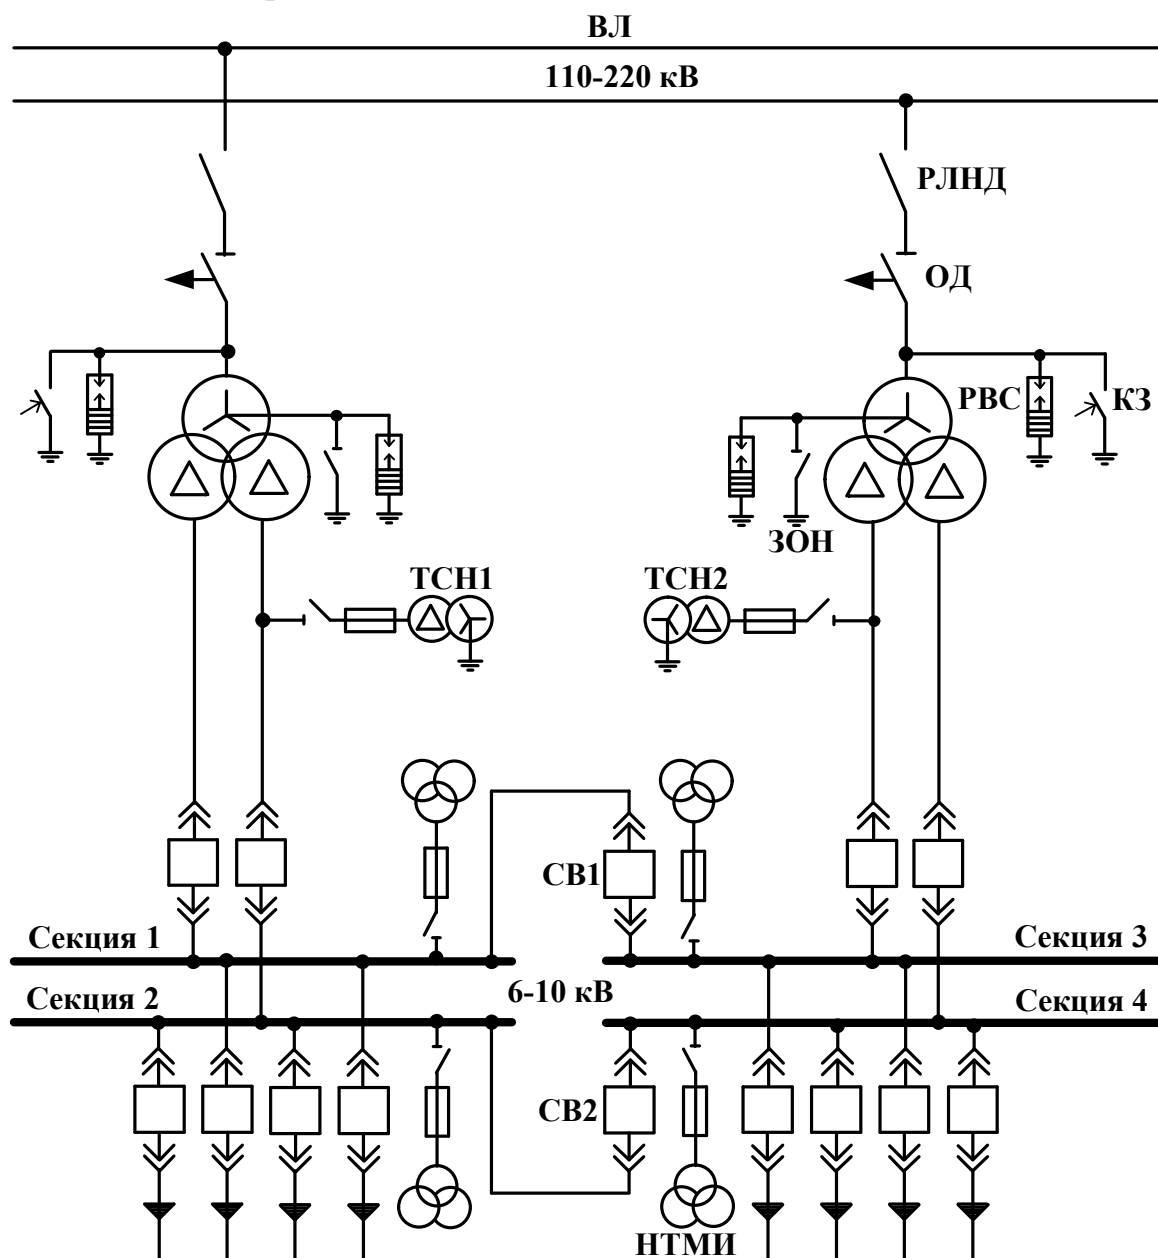 ВЛ
110-220 кВ
РЛНД
ОД
РВС
КЗ
ЗОН
ТСН1
ТСН2
СВ1
Секция 1
Секция 3
6-10 кВ
Секция 2
Секция 4
СВ2
НТМИ